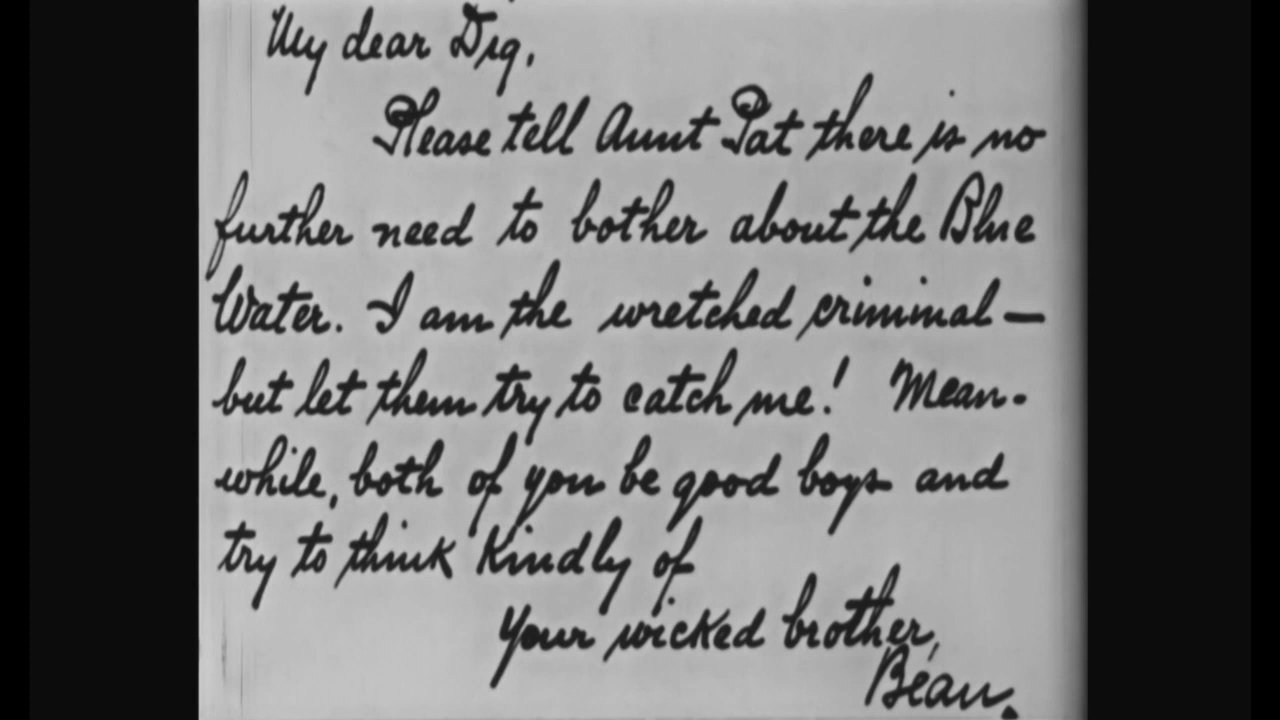 My dear Dig,
Please tell Aunt Pat there is no
further need to bother about the Blue
Water. I am the wretched criminal —
but let them try to catch me! Mean-
while, both of you be good boys and
try to think kindly of
Your wicked brother,
Beau.